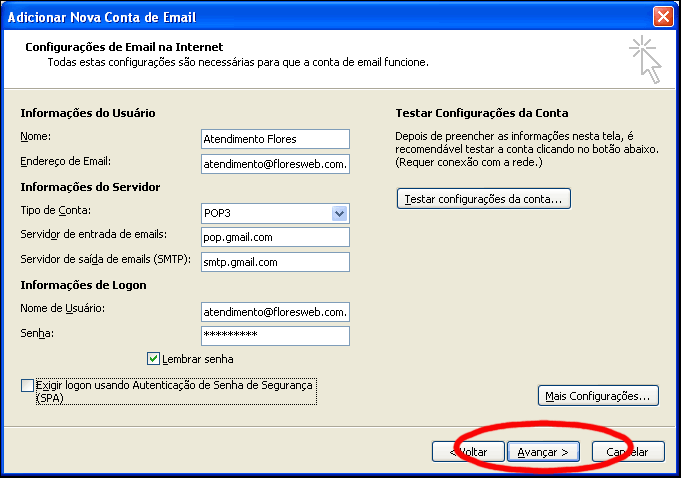 Adicionar Nova Conta de Email
Configurações de Email na Internet
Todas estas configurações são necessárias para que a conta de email funcione.
Informações do Usuário
Nome:
Atendimento Flores
Endereço de Email:
atendimento@floresweb.com.
Informações do Servidor
Tipo de Conta:
POP3
Servidor de entrada de emails:
pop.gmail.com
Servidor de saída de emails (SMTP):
smtp.gmail.com
Informações de Logon
Nome de Usuário:
atendimento@floresweb.com.
Senha:
*********
Lembrar senha
Exigir logon usando Autenticação de Senha de Segurança
(SPA)
Testar Configurações da Conta
Depois de preencher as informações nesta tela, é
recomendável testar a conta clicando no botão abaixo.
(Requer conexão com a rede.)
Testar configurações da conta...
Mais Configurações...
< Voltar
Avançar >
Cancelar